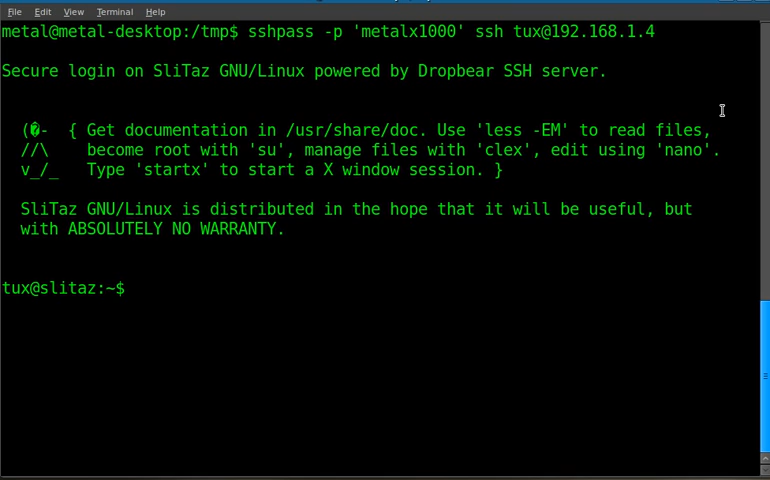 File Edit View Terminal Help
metal@metal-desktop:/tmp$ sshpass -p 'metalx1000' ssh tux@192.168.1.4
Secure login on SliTaz GNU/Linux powered by Dropbear SSH server.
(�- { Get documentation in /usr/share/doc. Use 'less -EM' to read files,
//\ become root with 'su', manage files with 'clex', edit using 'nano'.
v_/_ Type 'startx' to start a X window session. }
SliTaz GNU/Linux is distributed in the hope that it will be useful, but
with ABSOLUTELY NO WARRANTY.
tux@slitaz:~$